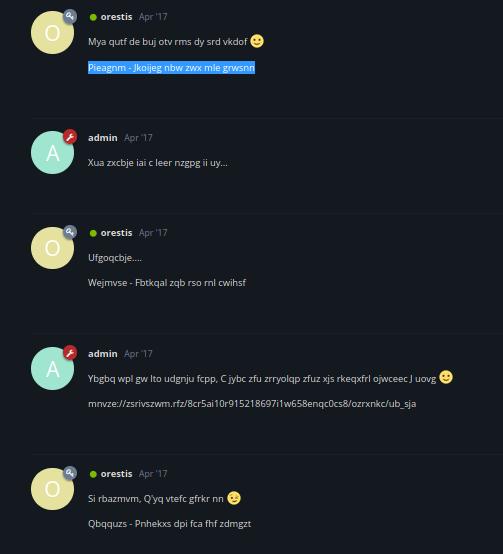 O
orestis Apr '17
Mya qutf de buj otv rms dy srd vkdof
Pieagnm - Jkoijeg nbw zwx mle grwsnn
A
admin Apr '17
Xua zxcbje iai c leer nzgpg ii uy...
O
orestis Apr '17
Ufgoqcbje....
Wejmvse - Fbtkqal zqb rso rnl cwihsf
A
admin Apr '17
Ybgbq wpl gw lto udgnju fcpp, C jybc zfu zrryolqp zfuz xjs rkeqxfrl ojwceec J uovg
mnvze://zsrivszwm.rfz/8cr5ai10r915218697i1w658enqc0cs8/ozrxnkc/ub_sja
O
orestis Apr '17
Si rbazmvm, Q'yq vtefc gfrkr nn
Qbqquzs - Pnhekxs dpi fca fhf zdmgzt